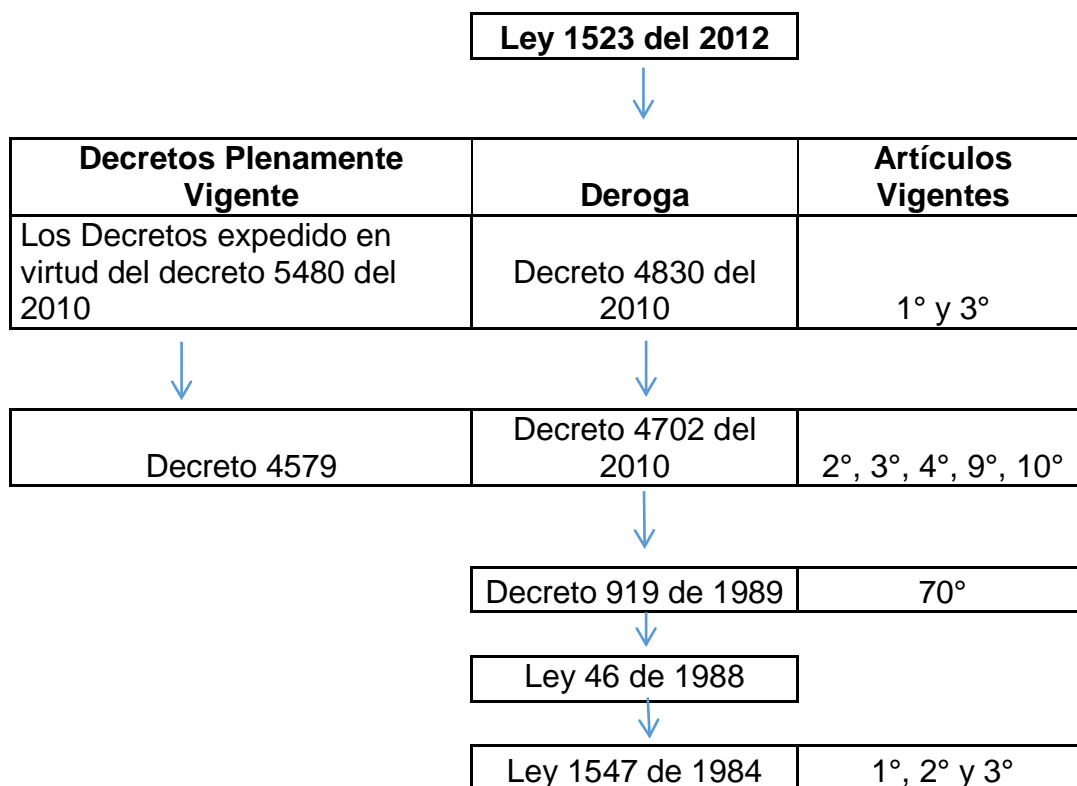 Ley 1523 del 2012
Decretos Plenamente
Vigente
Deroga
Artículos
Vigentes
Los Decretos expedido en
virtud del decreto 5480 del
2010
Decreto 4830 del
2010
1° y 3°
Decreto 4579
Decreto 4702 del
2010
2°, 3°, 4°, 9°, 10°
Decreto 919 de 1989
70°
Ley 46 de 1988
Ley 1547 de 1984
1°, 2° y 3°